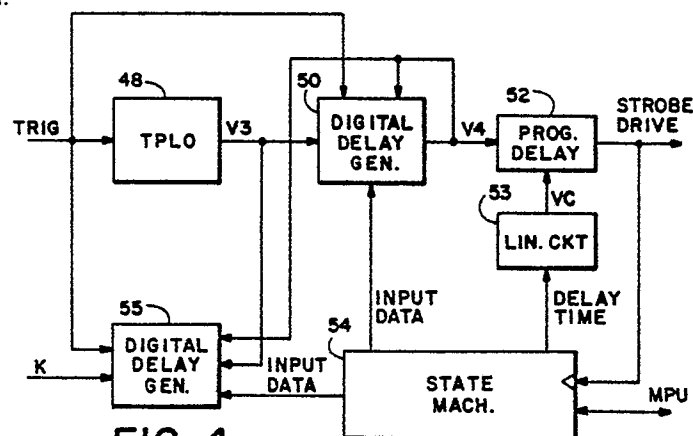 48
TRIG
TPLO
V3
50
DIGITAL
DELAY
GEN.
V4
52
PROG.
DELAY
STROBE
DRIVE
VC
53
LIN. CKT
INPUT
DATA
DELAY
TIME
55
DIGITAL
DELAY
GEN.
K
INPUT
DATA
54
STATE
MACH.
MPU